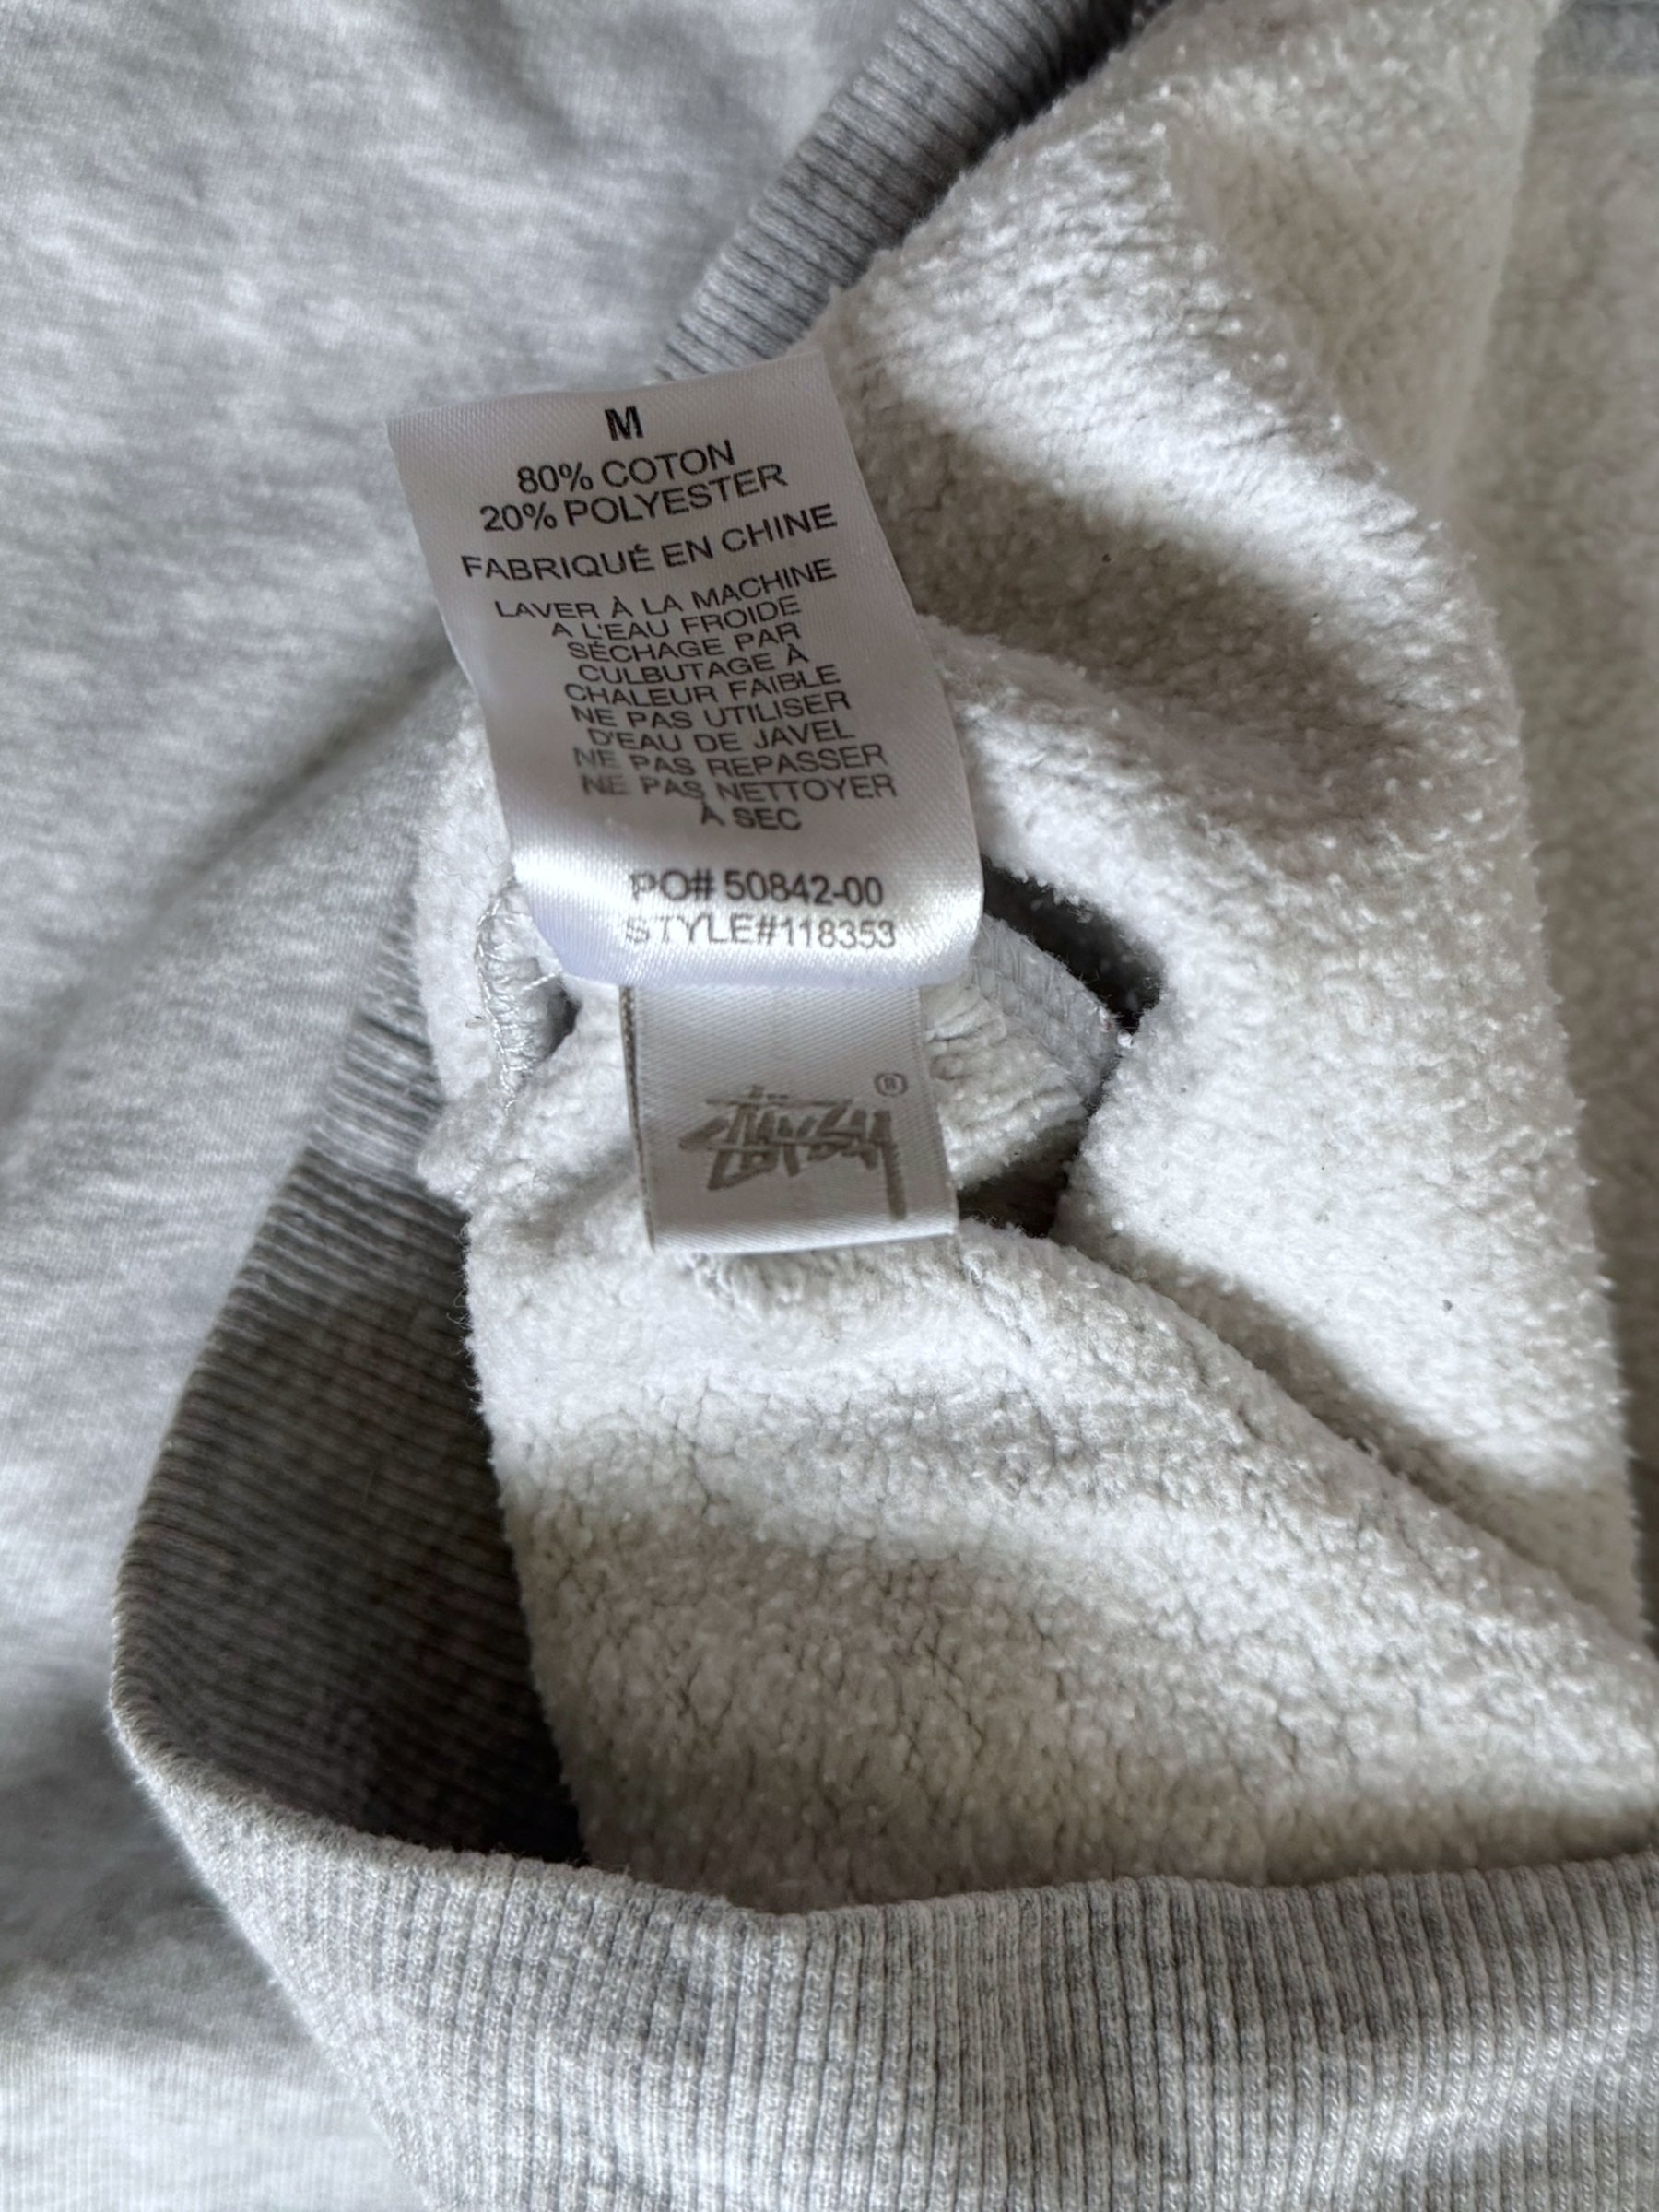 M
80% COTON
20% POLYESTER
FABRIQUÉ EN CHINE
LAVER À LA MACHINE
A L'EAU FROIDE
SÉCHAGE PAR
CULBUTAGE À
CHALEUR FAIBLE
NE PAS UTILISER
D'EAU DE JAVEL
NE PAS REPASSER
NE PAS NETTOYER
À SEC
PO# 50842-00
STYLE#118353
Stüssy ®